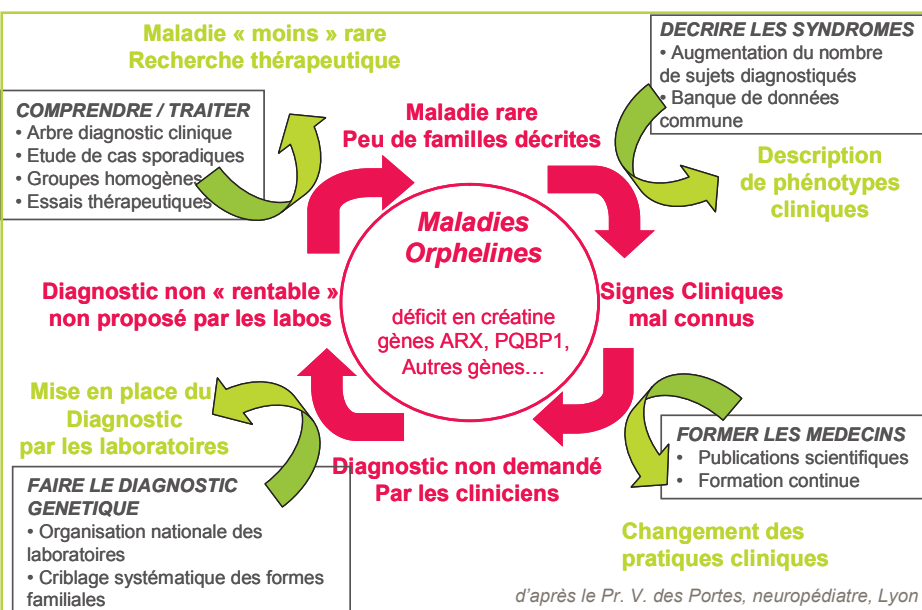 Maladie « moins » rare
Recherche thérapeutique
DECRIRE LES SYNDROMES
• Augmentation du nombre
de sujets diagnostiqués
• Banque de données
commune
COMPRENDRE / TRAITER
• Arbre diagnostic clinique
• Etude de cas sporadiques
• Groupes homogènes
• Essais thérapeutiques
Maladie rare
Peu de familles décrites
Description
de phénotypes
cliniques
Maladies
Orphelines
déficit en créatine
gènes ARX, PQBP1,
Autres gènes…
Diagnostic non « rentable »
non proposé par les labos
Signes Cliniques
mal connus
Mise en place du
Diagnostic
par les laboratoires
Diagnostic non demandé
Par les cliniciens
FORMER LES MEDECINS
• Publications scientifiques
• Formation continue
FAIRE LE DIAGNOSTIC
GENETIQUE
• Organisation nationale des
laboratoires
• Criblage systématique des formes
familiales
Changement des
pratiques cliniques
d'après le Pr. V. des Portes, neuropédiatre, Lyon